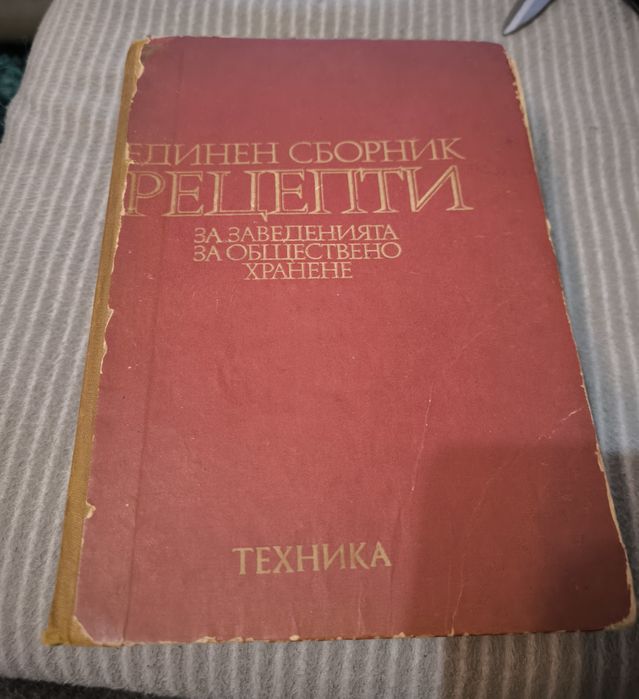 ЕДИНЕН СБОРНИК
РЕЦЕПТИ
ЗА ЗАВЕДЕНИЯТА
ЗА ОБЩЕСТВЕНО
ХРАНЕНЕ
ТЕХНИКА